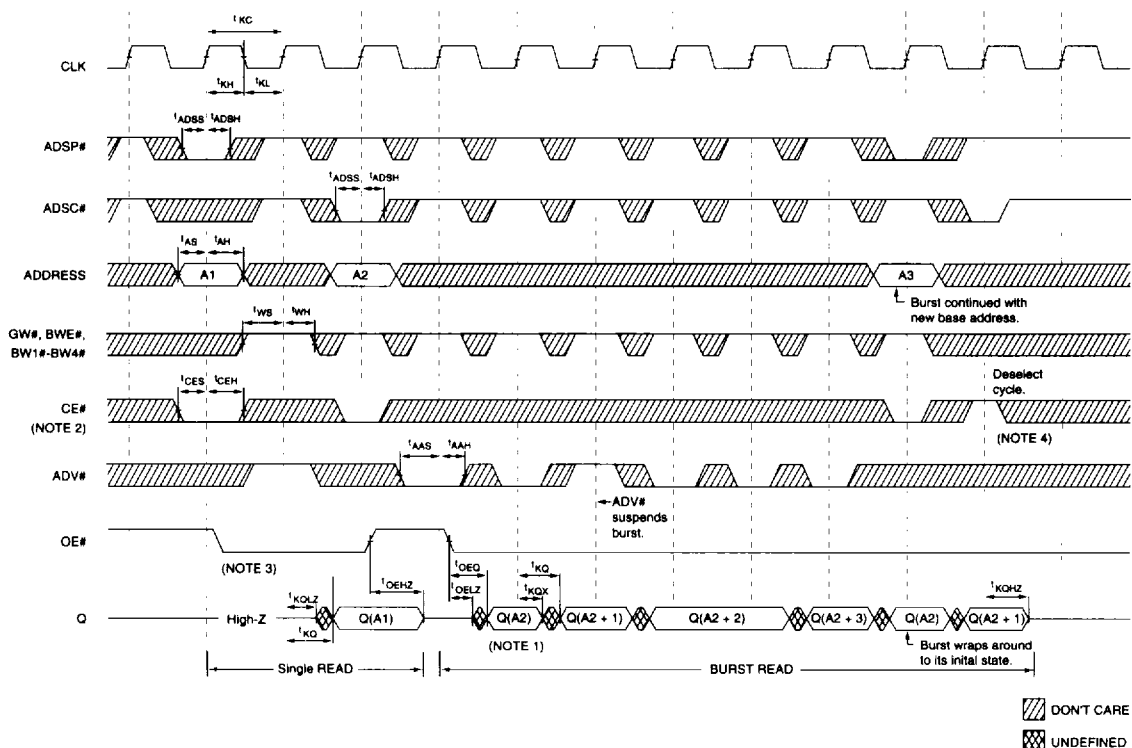 tKC
CLK
tKH
tKL
tADSS
tADSH
ADSP#
tADSS
tADSH
ADSC#
tAS
tAH
ADDRESS
A1
A2
A3
Burst continued with
new base address.
tWS
tWH
GW#, BWE#,
BW1#-BW4#
tCES
tCEH
Deselect
cycle.
CE#
(NOTE 2)
(NOTE 4)
tAAS
tAAH
ADV#
ADV#
suspends
burst.
OE#
(NOTE 3)
tOEHZ
tOEQ
tOELZ
tKQ
tKQX
tKQHZ
tKQLZ
tKQ
Q
High-Z
Q(A1)
Q(A2)
Q(A2 + 1)
Q(A2 + 2)
Q(A2 + 3)
Q(A2)
Q(A2 + 1)
(NOTE 1)
Burst wraps around
to its inital state.
Single READ
BURST READ
DON'T CARE
UNDEFINED